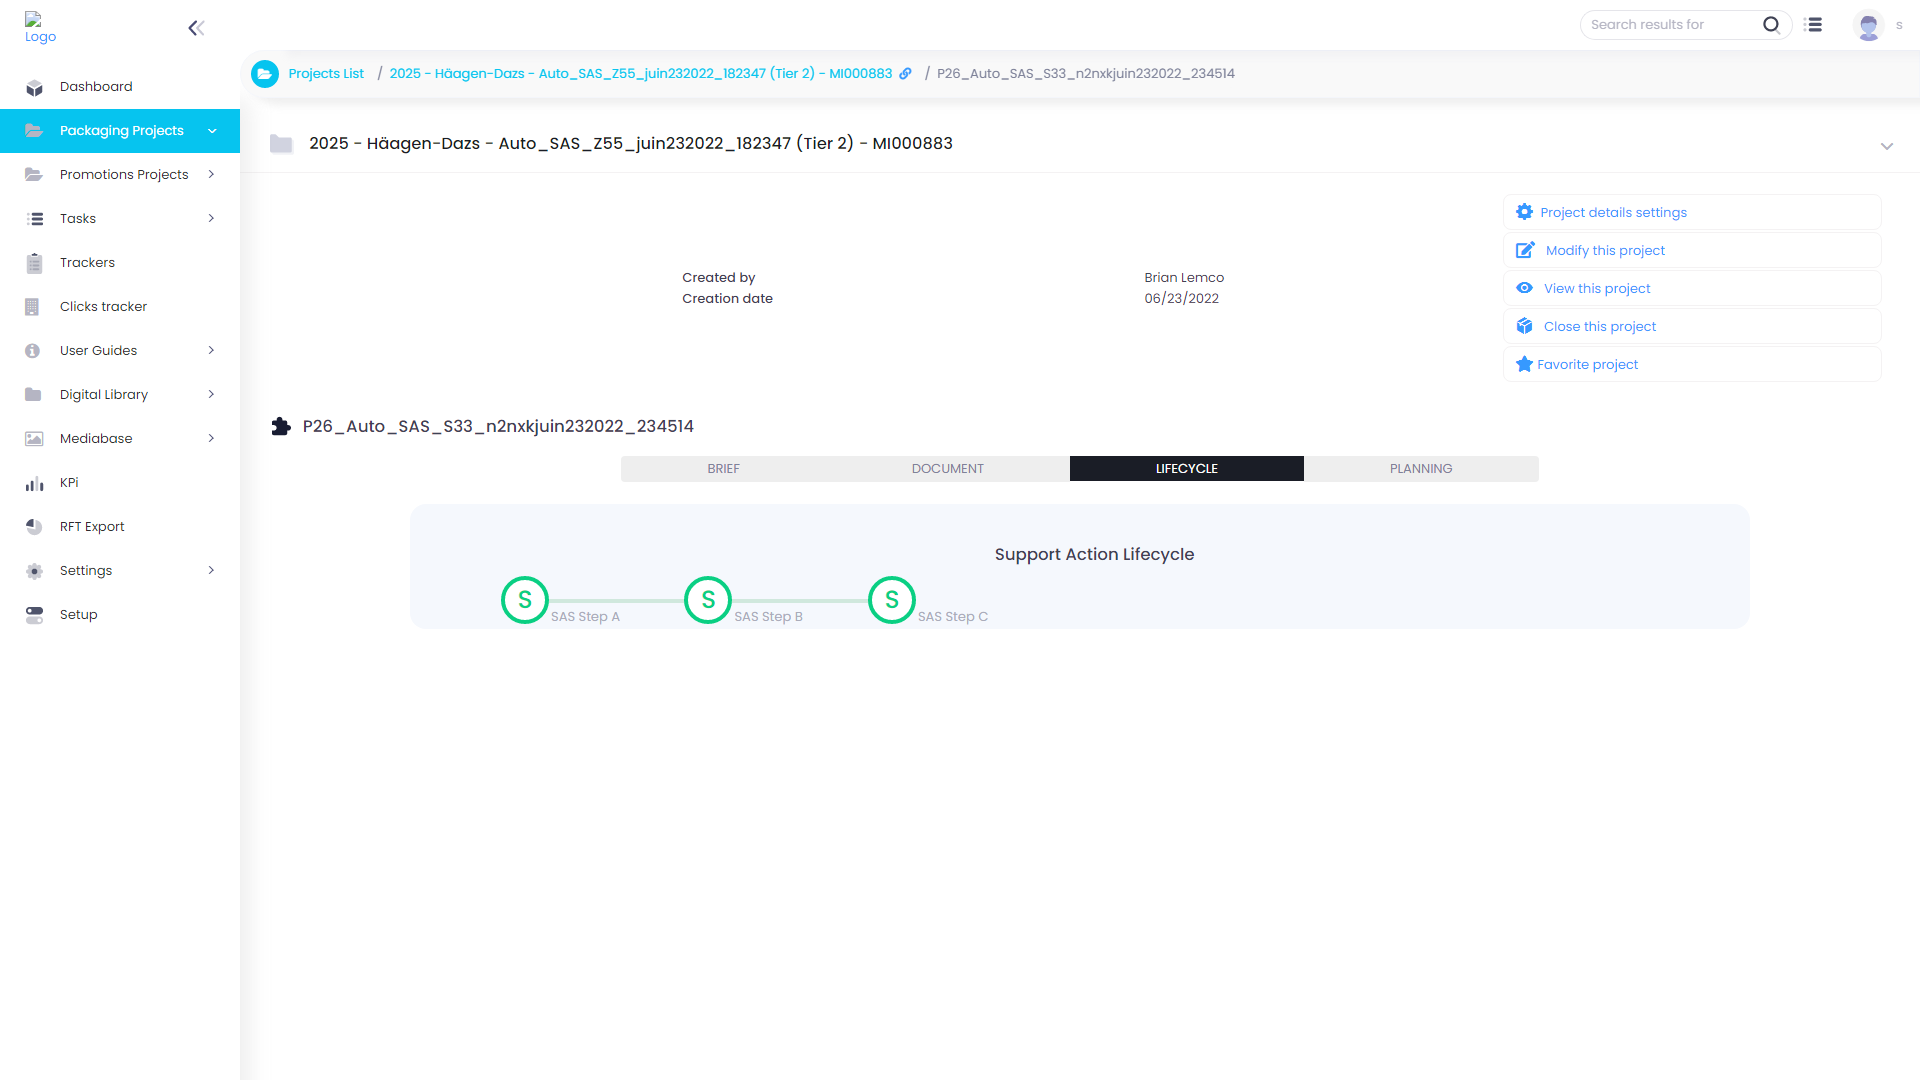 Logo
Search results for
s
Projects List / 2025 - Häagen-Dazs - Auto_SAS_Z55_juin232022_182347 (Tier 2) - MI000883 / P26_Auto_SAS_S33_n2nxkjuin232022_234514
Dashboard
Packaging Projects
Promotions Projects
Tasks
Trackers
Clicks tracker
User Guides
Digital Library
Mediabase
KPi
RFT Export
Settings
Setup
2025 - Häagen-Dazs - Auto_SAS_Z55_juin232022_182347 (Tier 2) - MI000883
Created by Brian Lemco
Creation date 06/23/2022
Project details settings
Modify this project
View this project
Close this project
Favorite project
P26_Auto_SAS_S33_n2nxkjuin232022_234514
BRIEF DOCUMENT LIFECYCLE PLANNING
Support Action Lifecycle
S S S
SAS Step A SAS Step B SAS Step C